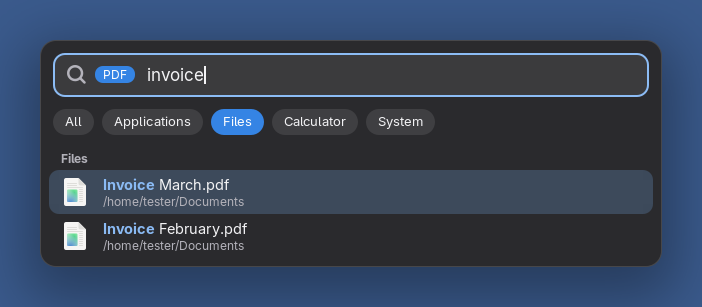 PDF invoice
All Applications Files Calculator System
Files
Invoice March.pdf
/home/tester/Documents
Invoice February.pdf
/home/tester/Documents